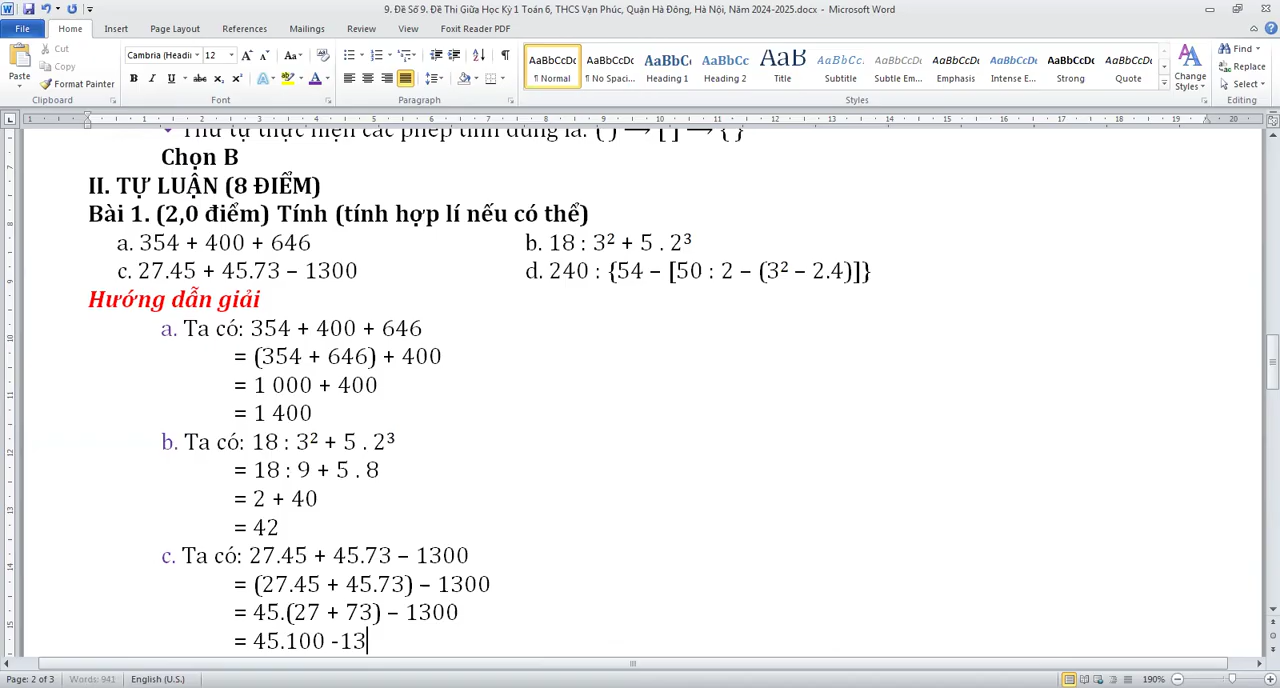 9. Đề Số 9. Đề Thi Giữa Học Kỳ 1 Toán 6, THCS Vạn Phúc, Quận Hà Đông, Hà Nội, Năm 2024-2025.docx - Microsoft Word
File Home Insert Page Layout References Mailings Review View Foxit Reader PDF
Cut
Copy
Format Painter
Paste
Cambria (Headi 12
AaBbCcDc AaBbCcDc AaBbC AaBbCc AaB AaBbCc. AaBbCcDc AaBbCcDc AaBbCcDc AaBbCcDc AaBbCcDc
¶ Normal ¶ No Spaci... Heading 1 Heading 2 Title Subtitle Subtle Em... Emphasis Intense E... Strong Quote
Change Styles
Find
Replace
Select
Clipboard Font Paragraph Styles Editing
Thứ tự thực hiện các phép tính đúng là: ( ) → [ ] → { }
Chọn B
II. TỰ LUẬN (8 ĐIỂM)
Bài 1. (2,0 điểm) Tính (tính hợp lí nếu có thể)
a. 354 + 400 + 646 b. 18 : 3² + 5 . 2³
c. 27.45 + 45.73 – 1300 d. 240 : {54 – [50 : 2 – (3² – 2.4)]}
Hướng dẫn giải
a. Ta có: 354 + 400 + 646
= (354 + 646) + 400
= 1 000 + 400
= 1 400
b. Ta có: 18 : 3² + 5 . 2³
= 18 : 9 + 5 . 8
= 2 + 40
= 42
c. Ta có: 27.45 + 45.73 – 1300
= (27.45 + 45.73) – 1300
= 45.(27 + 73) – 1300
= 45.100 -13
Page: 2 of 3 Words: 941 English (U.S.) 190%